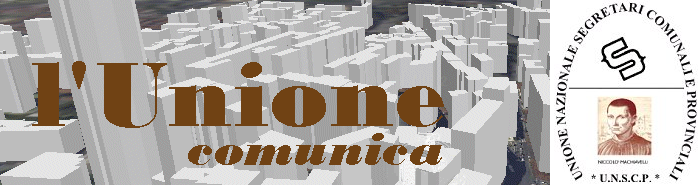 l'Unione
comunica
UNIONE NAZIONALE SEGRETARI COMUNALI E PROVINCIALI
NICCOLO' MACHIAVELLI
* U.N.S.C.P. *